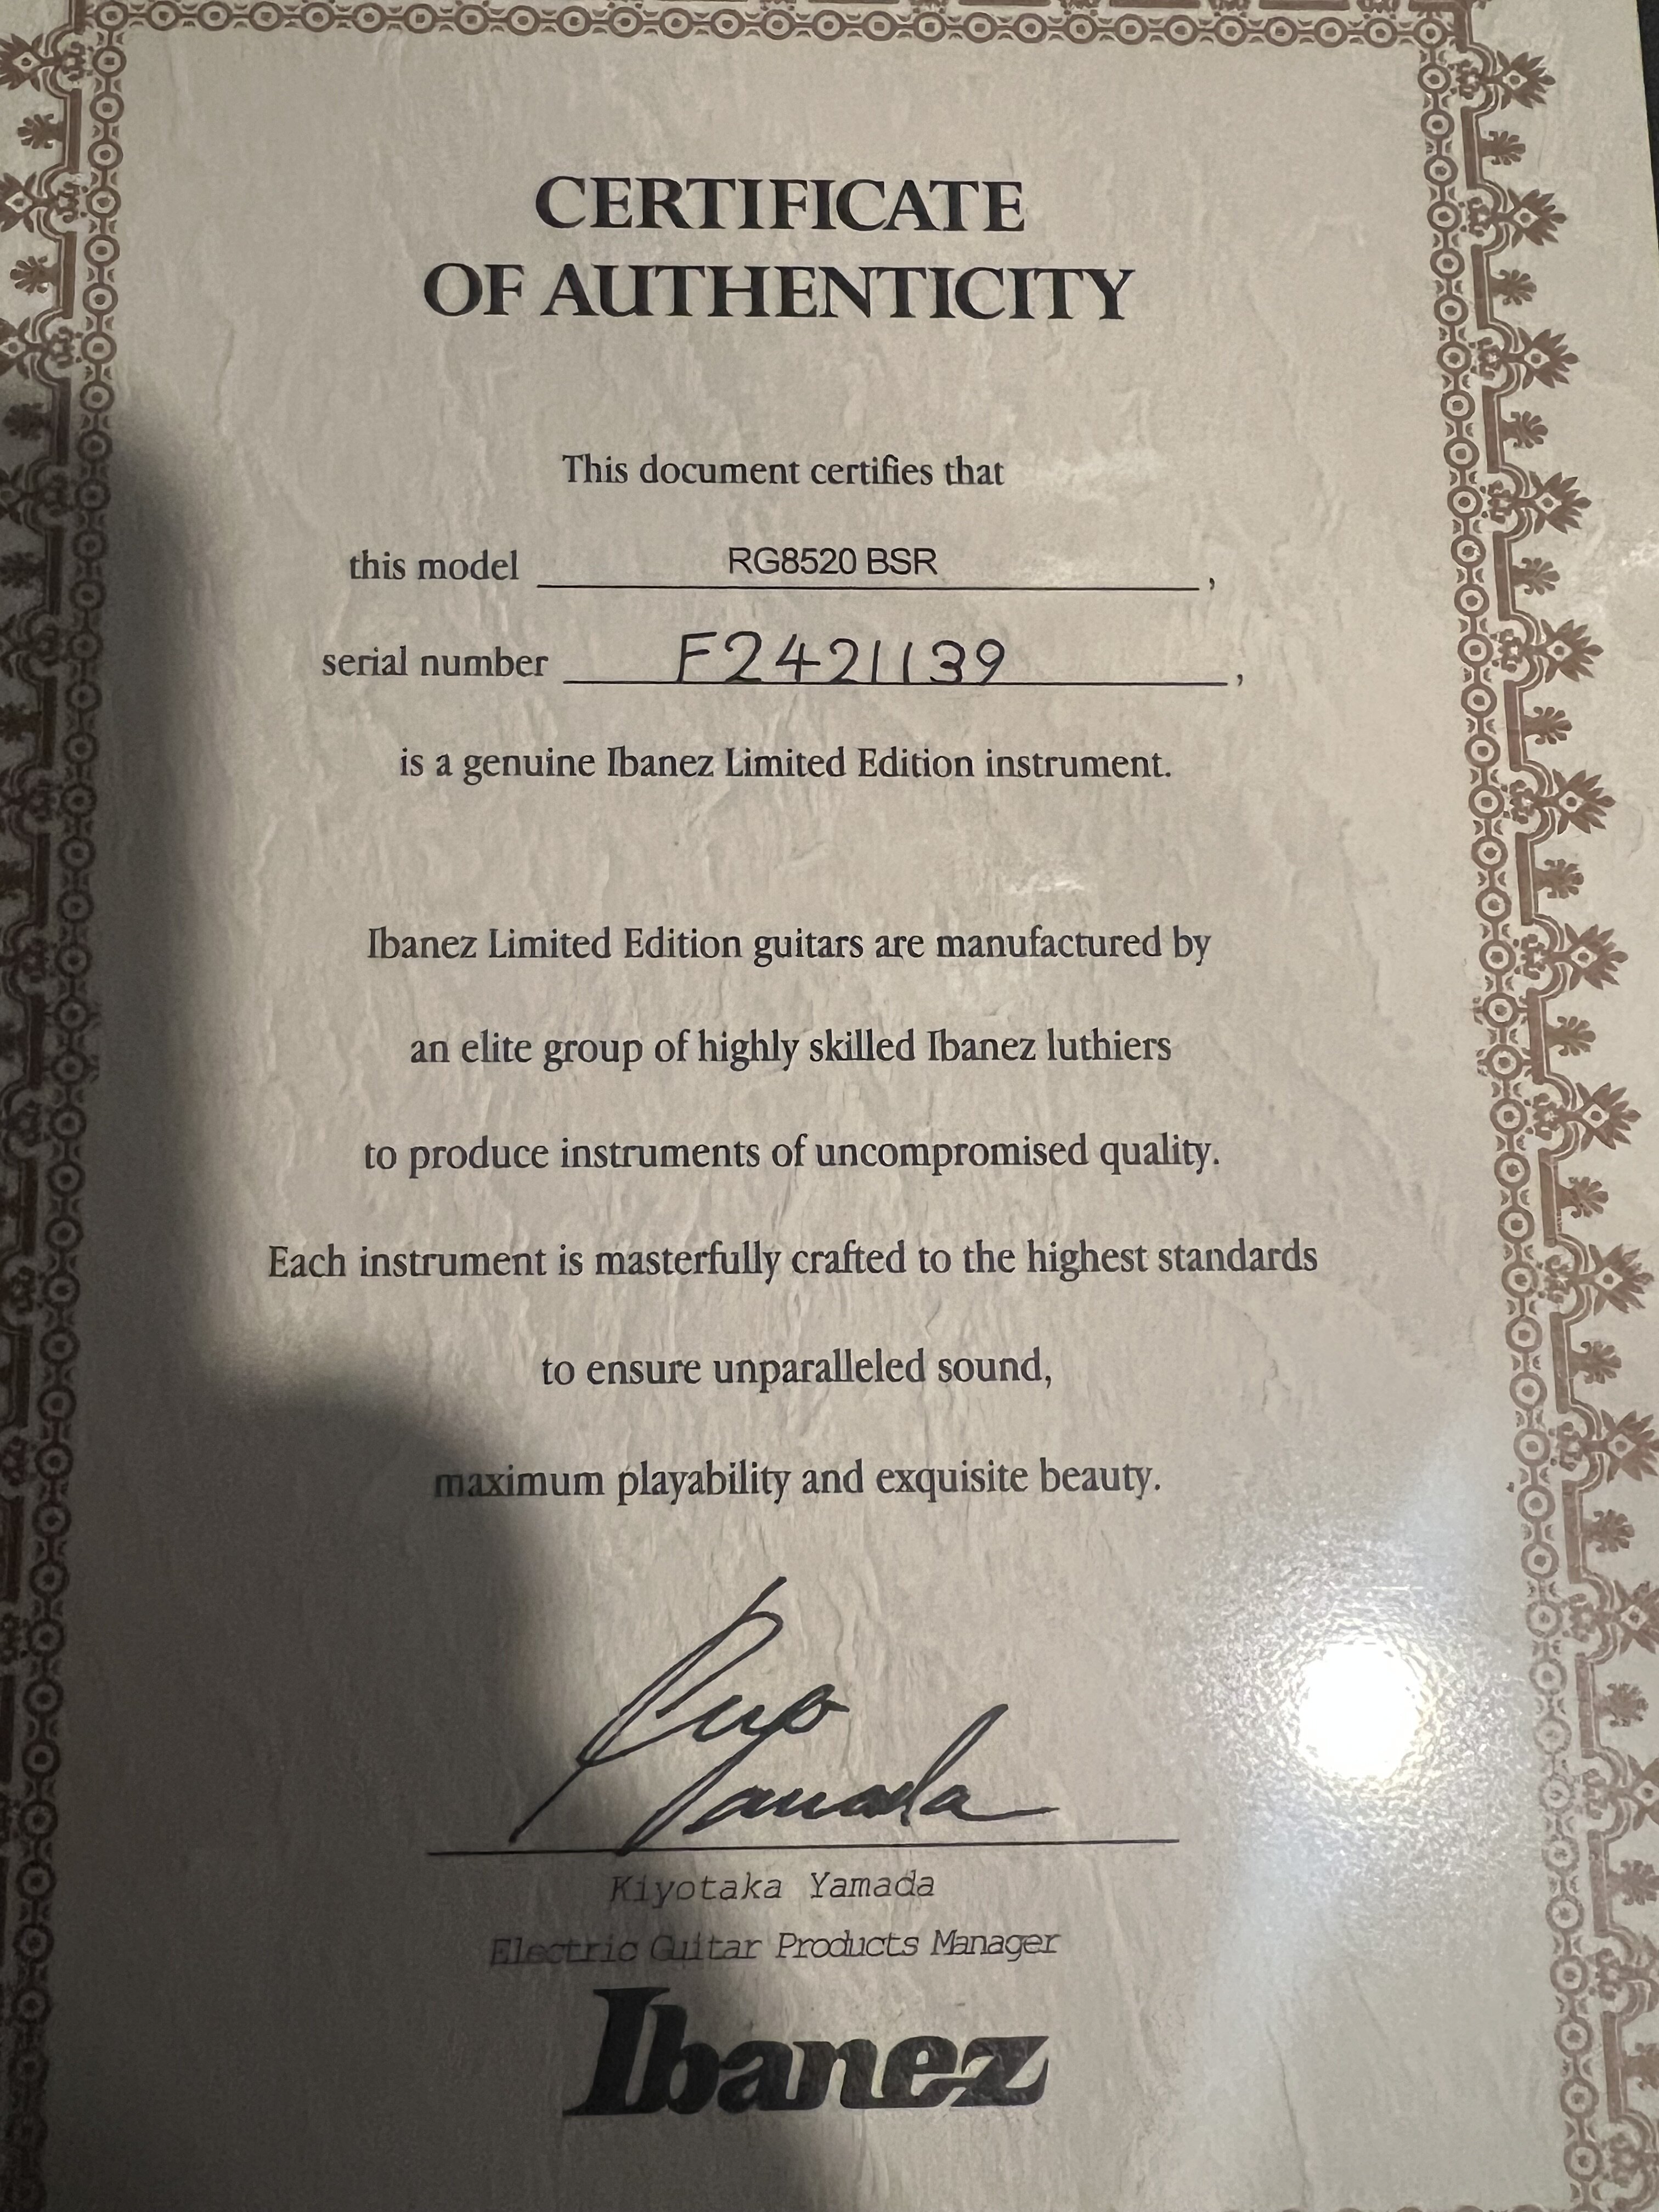 CERTIFICATE
OF AUTHENTICITY
This document certifies that
this model RG8520 BSR ,
serial number F2421139 ,
is a genuine Ibanez Limited Edition instrument.
Ibanez Limited Edition guitars are manufactured by
an elite group of highly skilled Ibanez luthiers
to produce instruments of uncompromised quality.
Each instrument is masterfully crafted to the highest standards
to ensure unparalleled sound,
maximum playability and exquisite beauty.
Yamada
Kiyotaka Yamada
Electric Guitar Products Manager
Ibanez